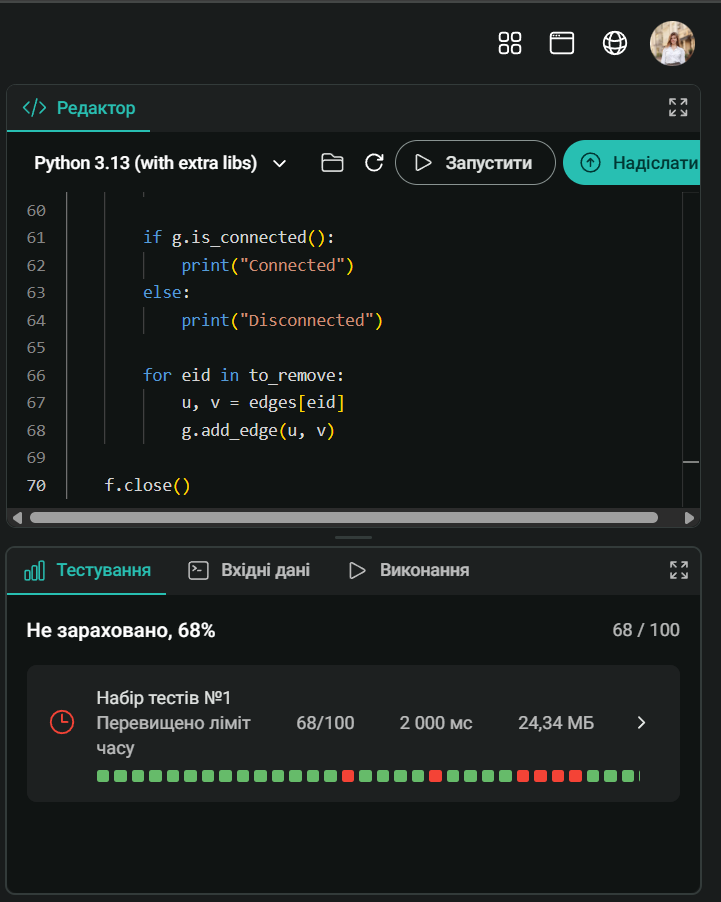 </> Редактор
Python 3.13 (with extra libs)
Запустити
Надіслати
60
61 if g.is_connected():
62 print("Connected")
63 else:
64 print("Disconnected")
65
66 for eid in to_remove:
67 u, v = edges[eid]
68 g.add_edge(u, v)
69
70 f.close()
Тестування
Вхідні дані
Виконання
Не зараховано, 68%
68 / 100
Набір тестів №1
Перевищено ліміт часу
68/100
2 000 мс
24,34 МБ